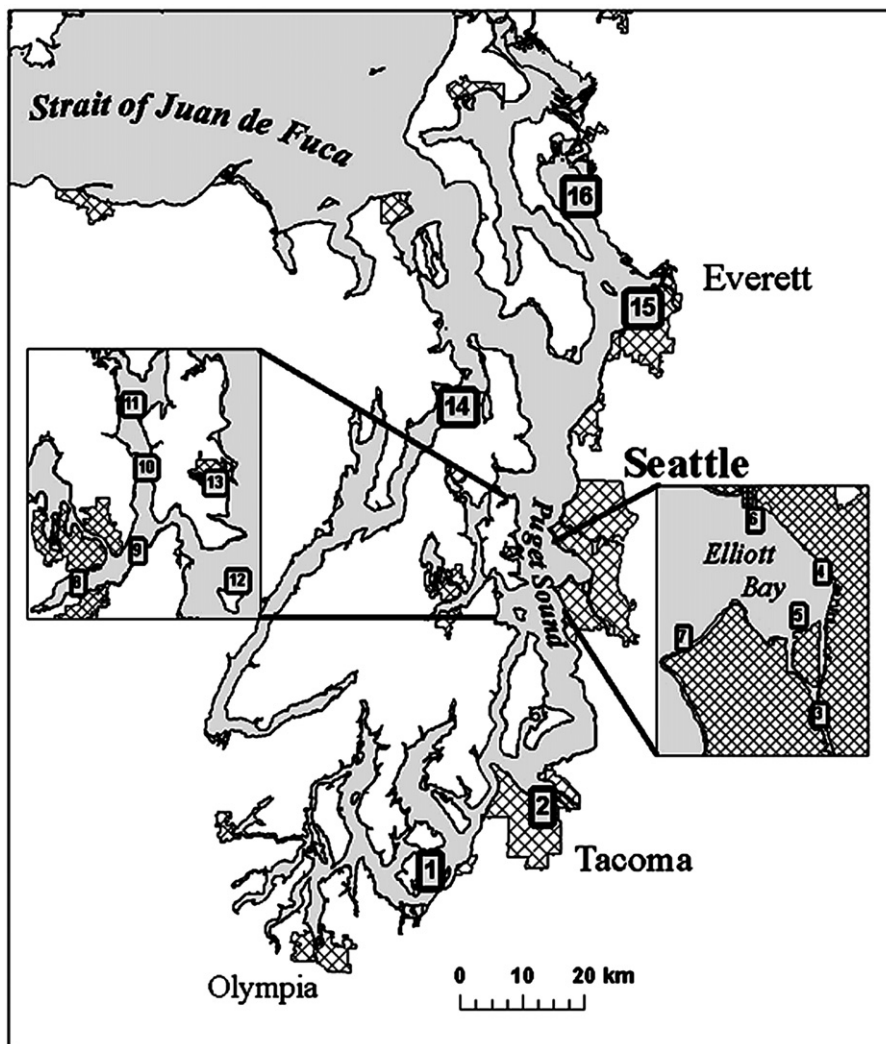 Strait of Juan de Fuca
16
Everett
15
14
11
10
13
9
8
12
Seattle
Puget Sound
6
Elliott
Bay
4
5
7
3
2
Tacoma
1
0 10 20 km
Olympia